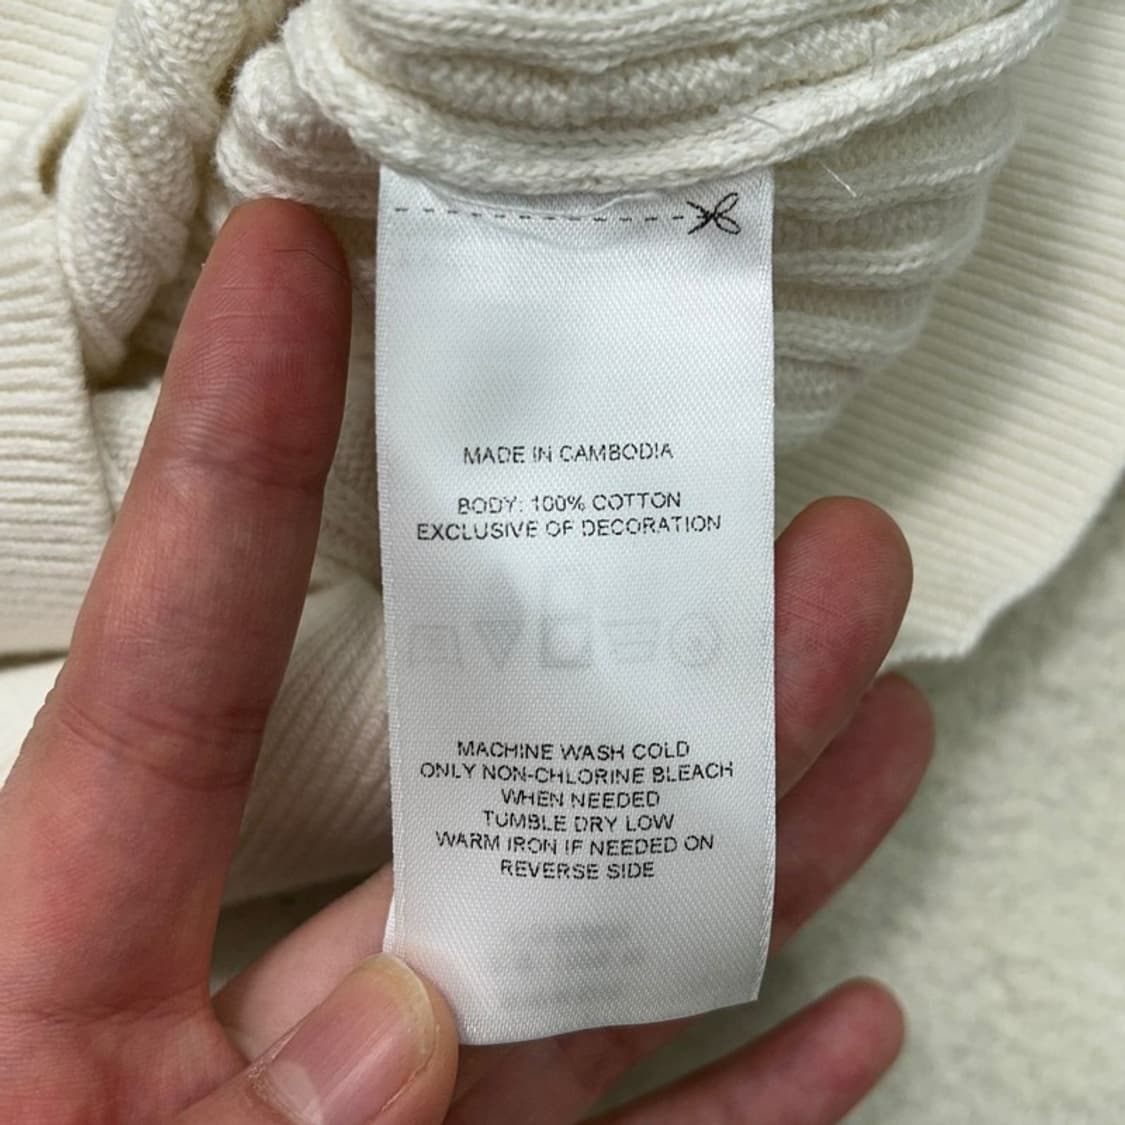 MADE IN CAMBODIA
BODY: 100% COTTON
EXCLUSIVE OF DECORATION
MACHINE WASH COLD
ONLY NON-CHLORINE BLEACH
WHEN NEEDED
TUMBLE DRY LOW
WARM IRON IF NEEDED ON
REVERSE SIDE